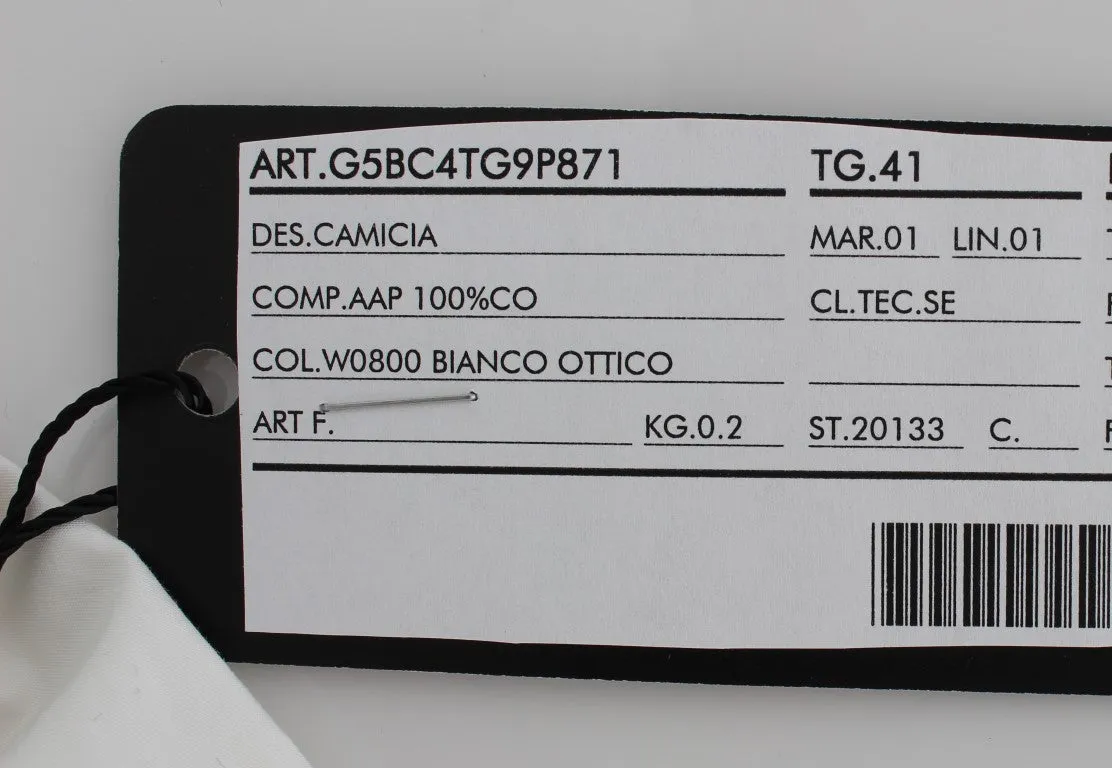 ART.G5BC4TG9P871 TG.41
DES.CAMICIA MAR.01 LIN.01
COMP.AAP 100%CO CL.TEC.SE
COL.W0800 BIANCO OTTICO
ART F. KG.0.2 ST.20133 C.